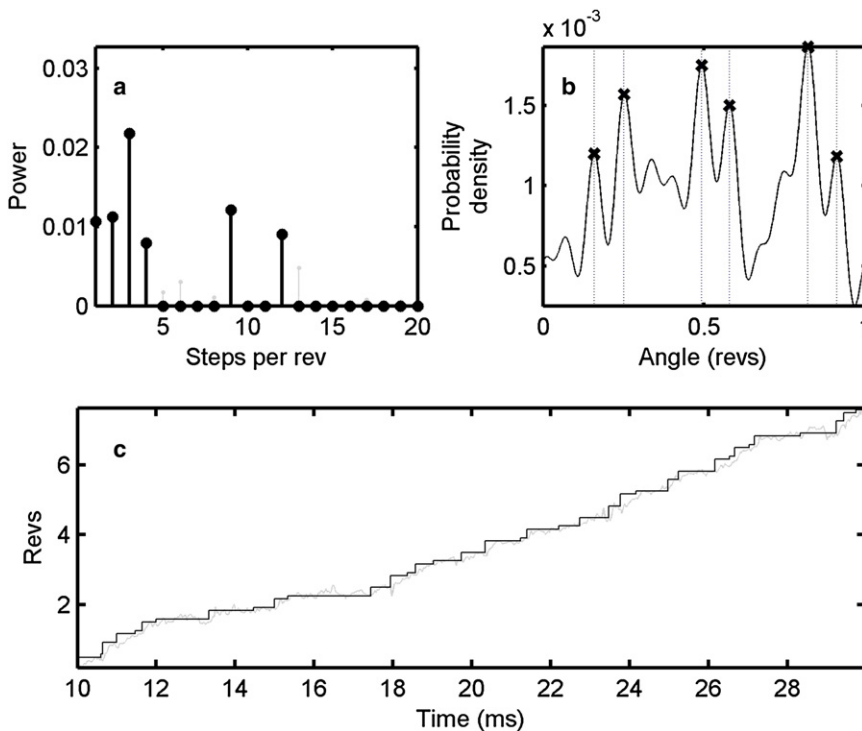 a
0.03
0.02
0.01
0
Power
5
10
15
20
Steps per rev
x 10⁻³
b
1.5
1
0.5
Probability
density
0
0.5
1
Angle (revs)
c
6
4
2
Revs
10
12
14
16
18
20
22
24
26
28
Time (ms)